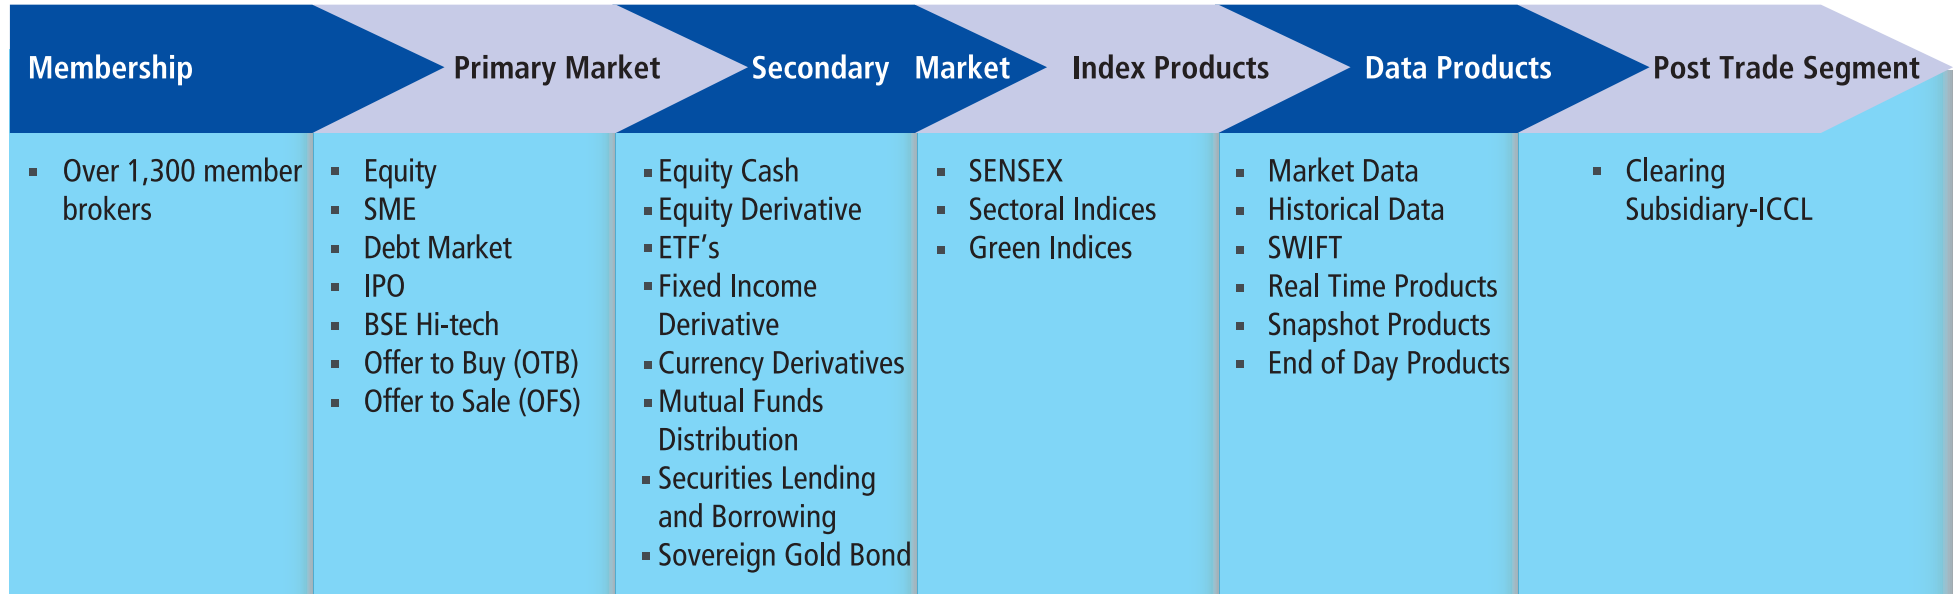 Membership
Primary Market
Secondary Market
Index Products
Data Products
Post Trade Segment
▪ Over 1,300 member
brokers
▪ Equity
▪ SME
▪ Debt Market
▪ IPO
▪ BSE Hi-tech
▪ Offer to Buy (OTB)
▪ Offer to Sale (OFS)
▪ Equity Cash
▪ Equity Derivative
▪ ETF’s
▪ Fixed Income
Derivative
▪ Currency Derivatives
▪ Mutual Funds
Distribution
▪ Securities Lending
and Borrowing
▪ Sovereign Gold Bond
▪ SENSEX
▪ Sectoral Indices
▪ Green Indices
▪ Market Data
▪ Historical Data
▪ SWIFT
▪ Real Time Products
▪ Snapshot Products
▪ End of Day Products
▪ Clearing
Subsidiary-ICCL